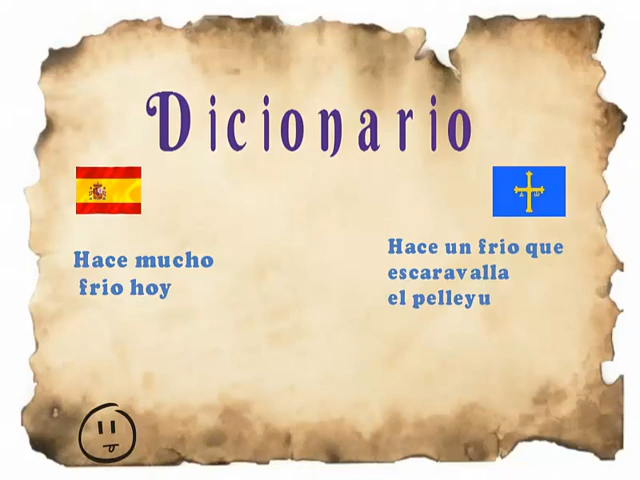 Dicionario
Hace mucho
frio hoy
Hace un frio que
escaravalla
el pelleyu